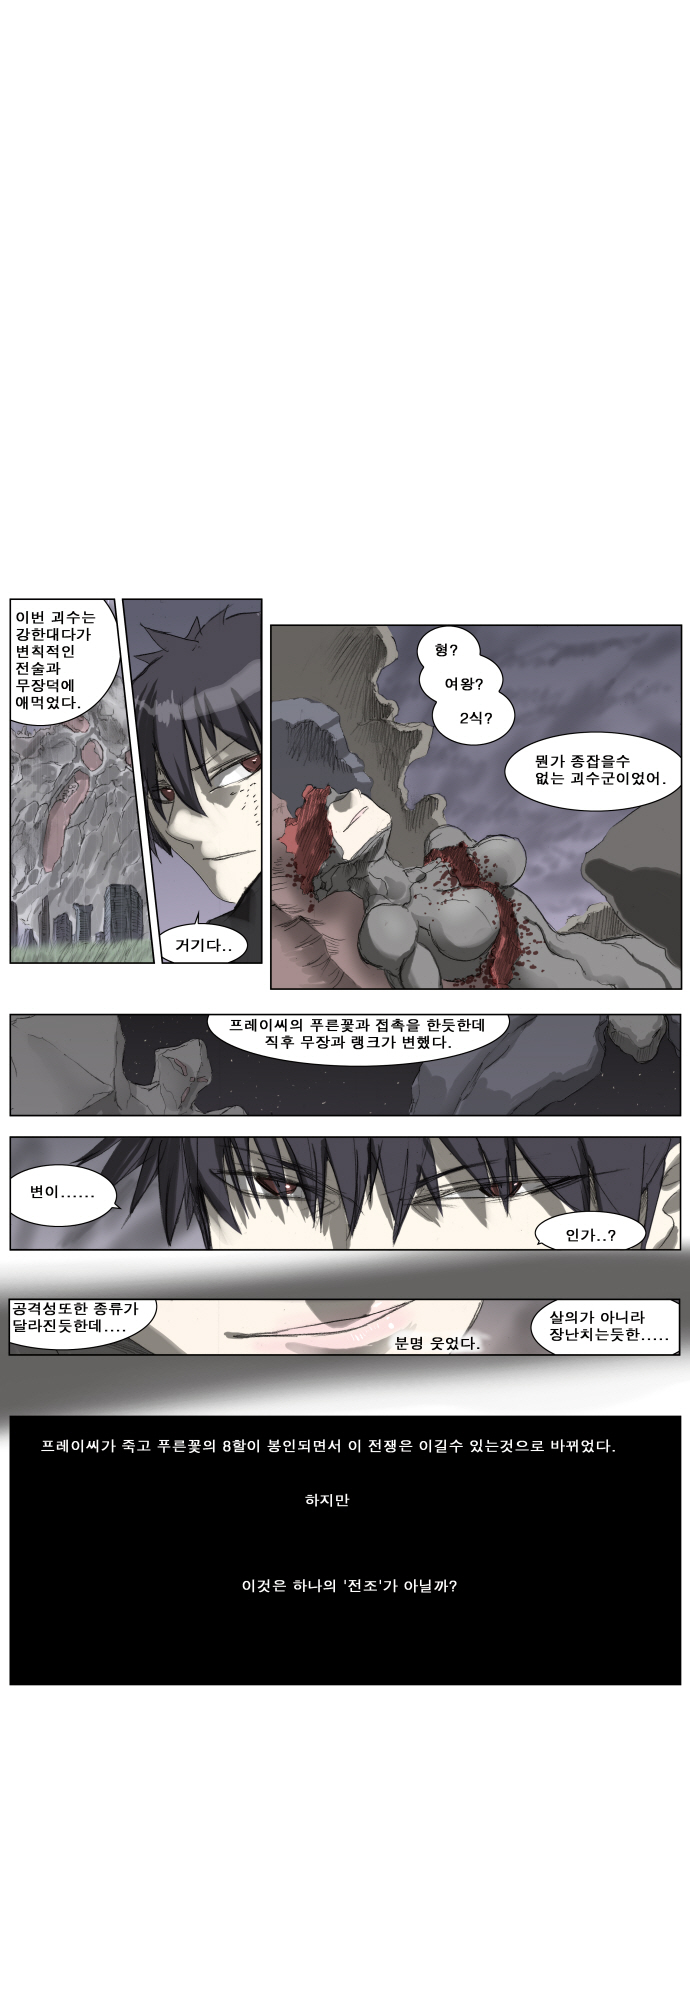 이번 괴수는
강한대다가
변칙적인
전술과
무장덕에
애먹었다.
거기다..
형?
여왕?
2식?
뭔가 종잡을수
없는 괴수군이었어.
프레이씨의 푸른꽃과 접촉을 한듯한데
직후 무장과 랭크가 변했다.
변이......
인가..?
공격성또한 종류가
달라진듯한데....
분명 웃었다.
살의가 아니라
장난치는듯한.....
프레이씨가 죽고 푸른꽃의 8할이 봉인되면서 이 전쟁은 이길수 있는것으로 바뀌었다.
하지만
이것은 하나의 '전조'가 아닐까?